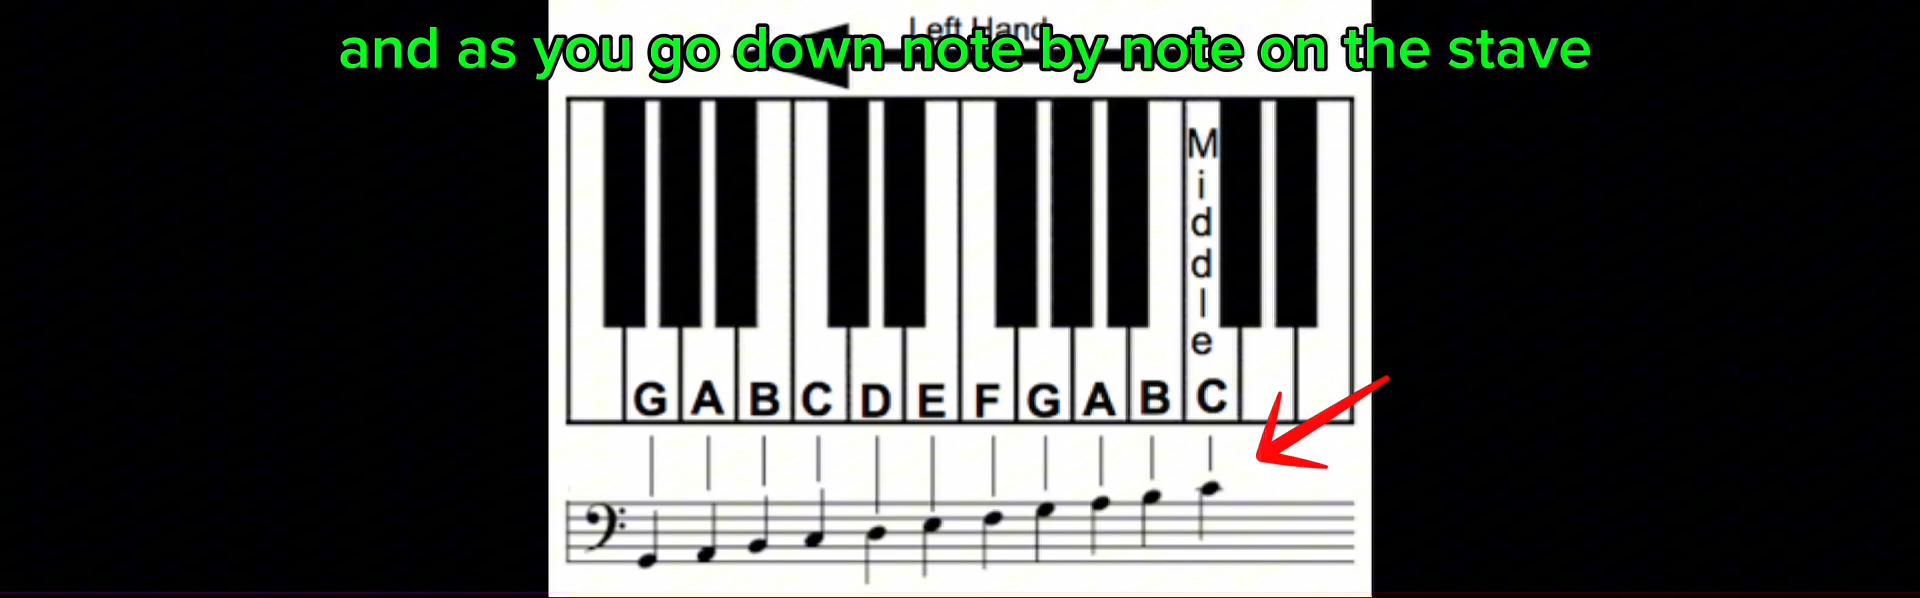 Left Hand
and as you go down note by note on the stave
Middle
G A B C D E F G A B C